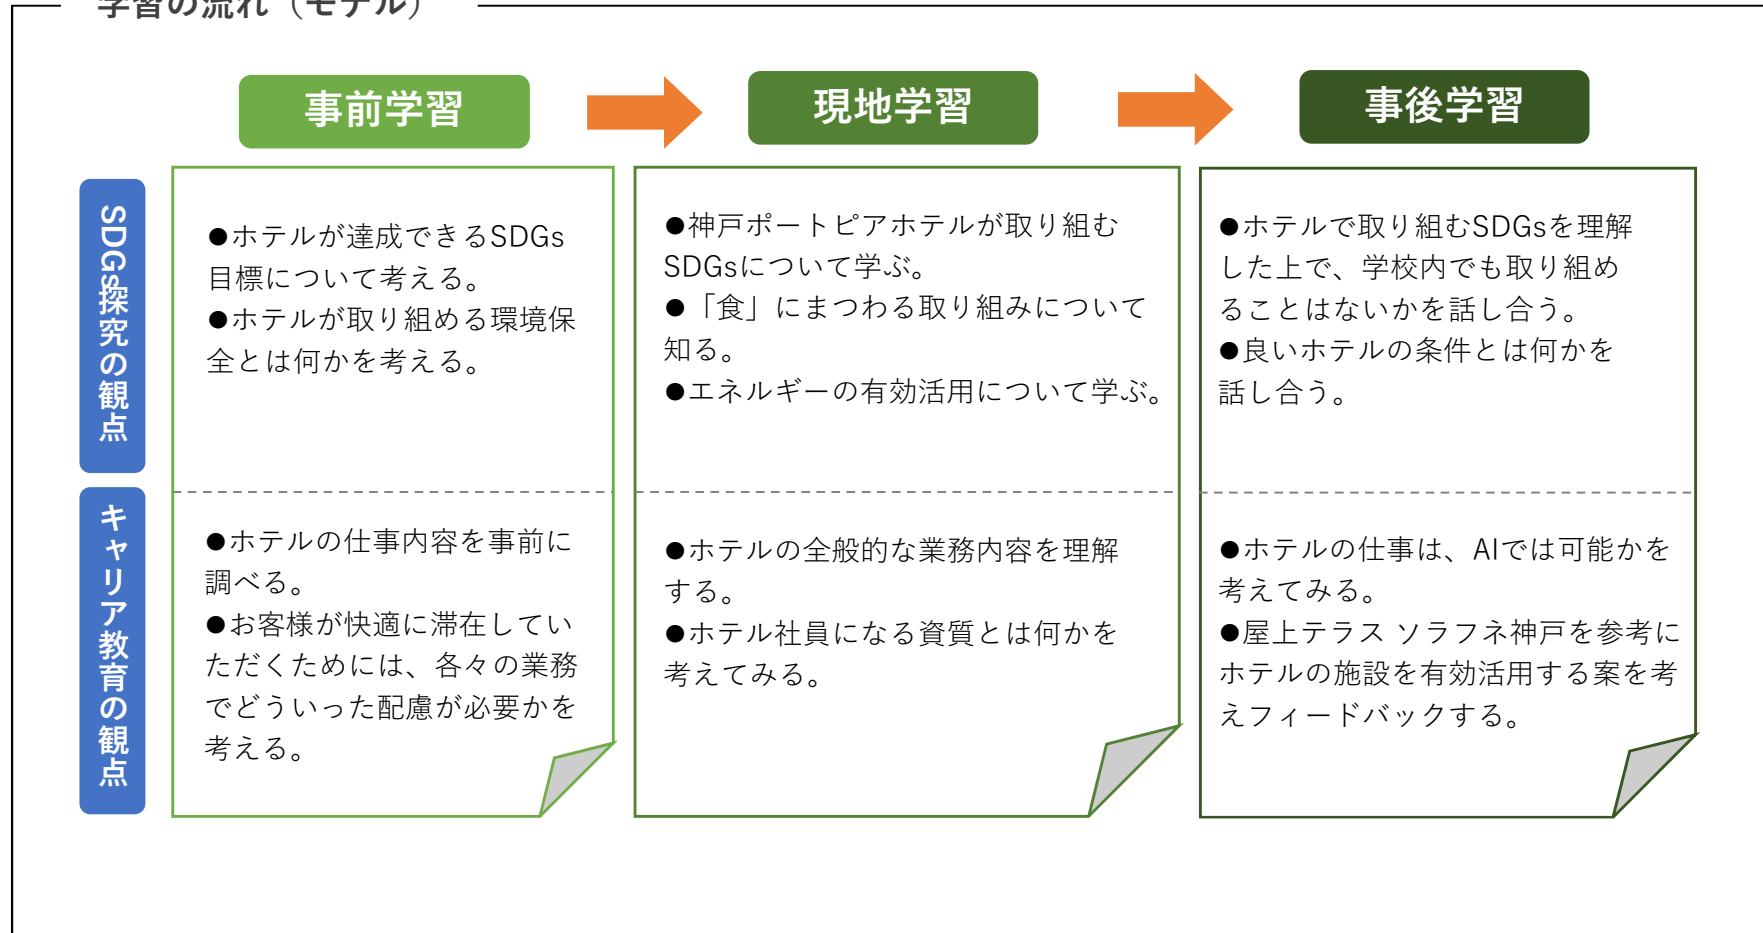 学習の流れ（モデル）
事前学習
現地学習
事後学習
SDGs探究の観点
●ホテルが達成できるSDGs
目標について考える。
●ホテルが取り組める環境保
全とは何かを考える。
●神戸ポートピアホテルが取り組む
SDGsについて学ぶ。
●「食」にまつわる取り組みについて
知る。
●エネルギーの有効活用について学ぶ。
●ホテルで取り組むSDGsを理解
した上で、学校内でも取り組め
ることはないかを話し合う。
●良いホテルの条件とは何かを
話し合う。
キャリア教育の観点
●ホテルの仕事内容を事前に
調べる。
●お客様が快適に滞在してい
ただくためには、各々の業務
でどういった配慮が必要かを
考える。
●ホテルの全般的な業務内容を理解
する。
●ホテル社員になる資質とは何かを
考えてみる。
●ホテルの仕事は、AIでは可能かを
考えてみる。
●屋上テラス ソラフネ神戸を参考に
ホテルの施設を有効活用する案を考
えフィードバックする。